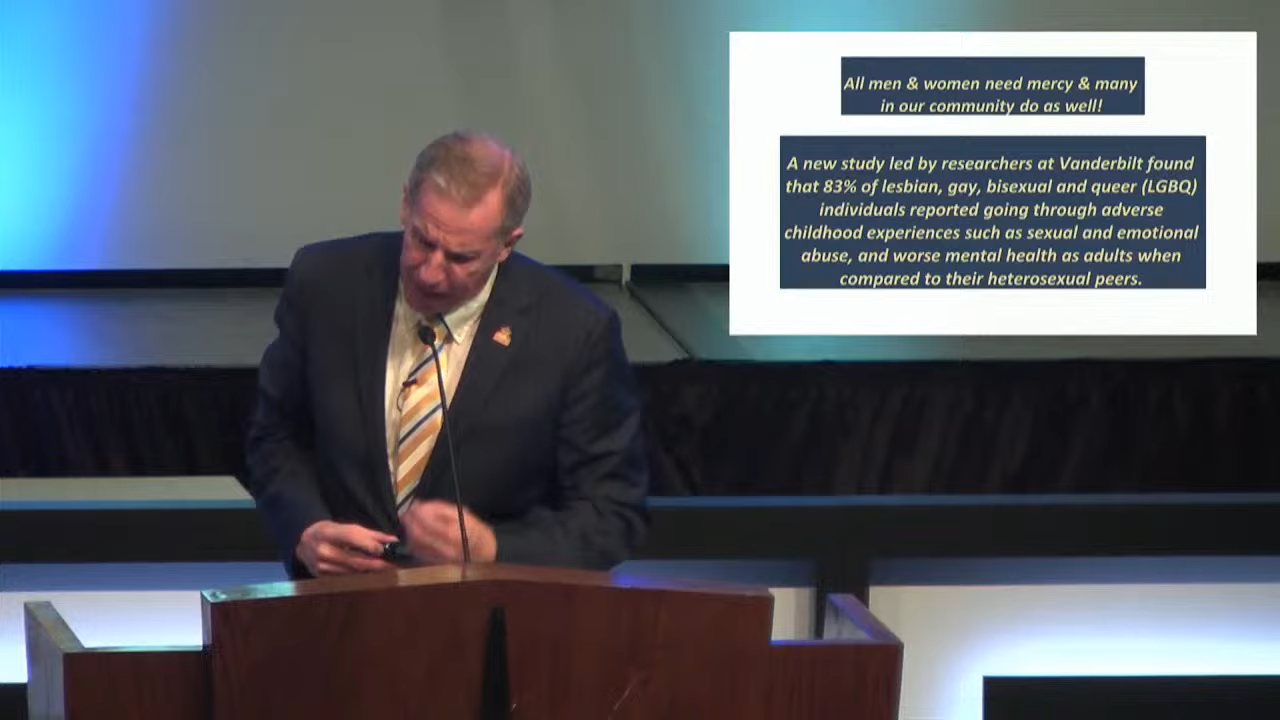 All men & women need mercy & many
in our community do as well!
A new study led by researchers at Vanderbilt found
that 83% of lesbian, gay, bisexual and queer (LGBQ)
individuals reported going through adverse
childhood experiences such as sexual and emotional
abuse, and worse mental health as adults when
compared to their heterosexual peers.